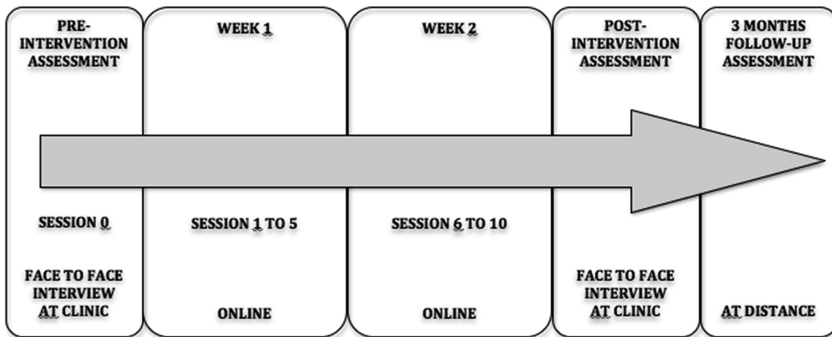 PRE-
INTERVENTION
ASSESSMENT
WEEK 1
WEEK 2
POST-
INTERVENTION
ASSESSMENT
3 MONTHS
FOLLOW-UP
ASSESSMENT
SESSION 0
SESSION 1 TO 5
SESSION 6 TO 10
FACE TO FACE
INTERVIEW
AT CLINIC
ONLINE
ONLINE
FACE TO FACE
INTERVIEW
AT CLINIC
AT DISTANCE